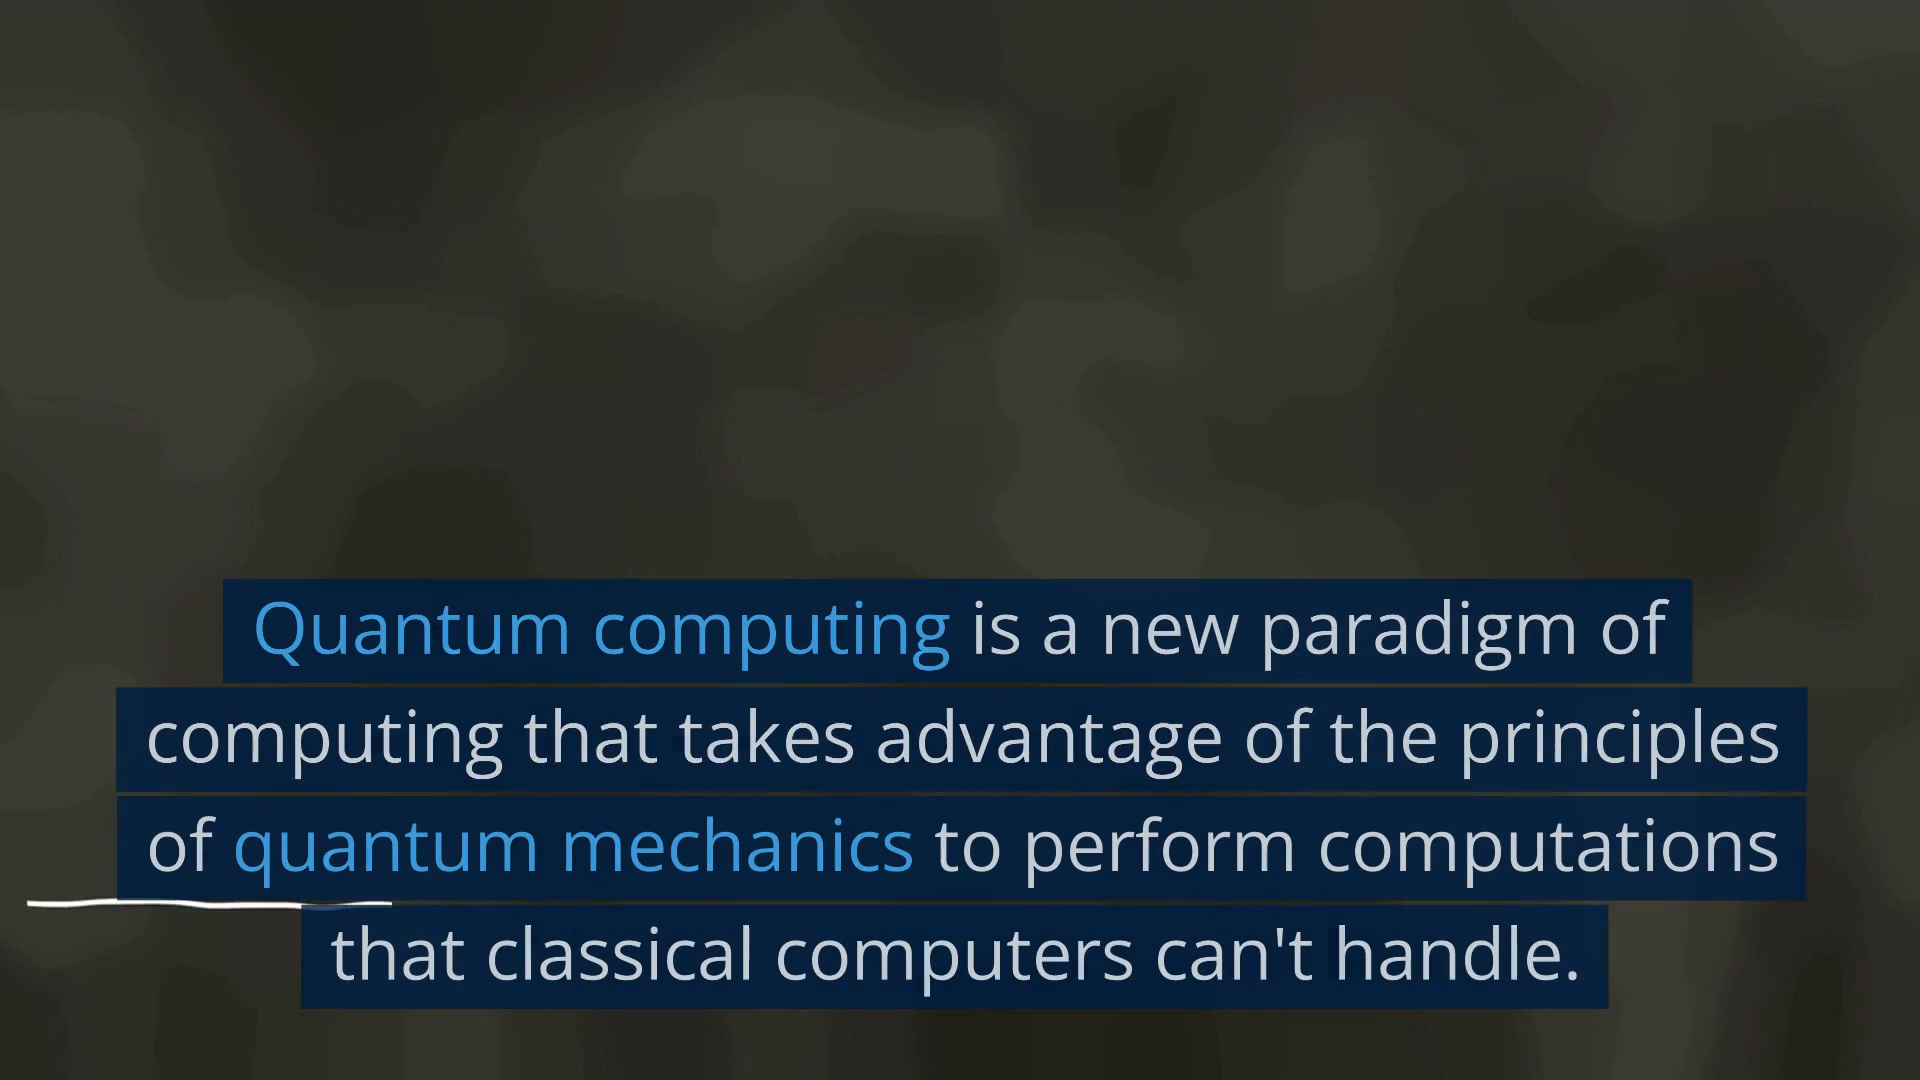 Quantum computing is a new paradigm of
computing that takes advantage of the principles
of quantum mechanics to perform computations
that classical computers can't handle.